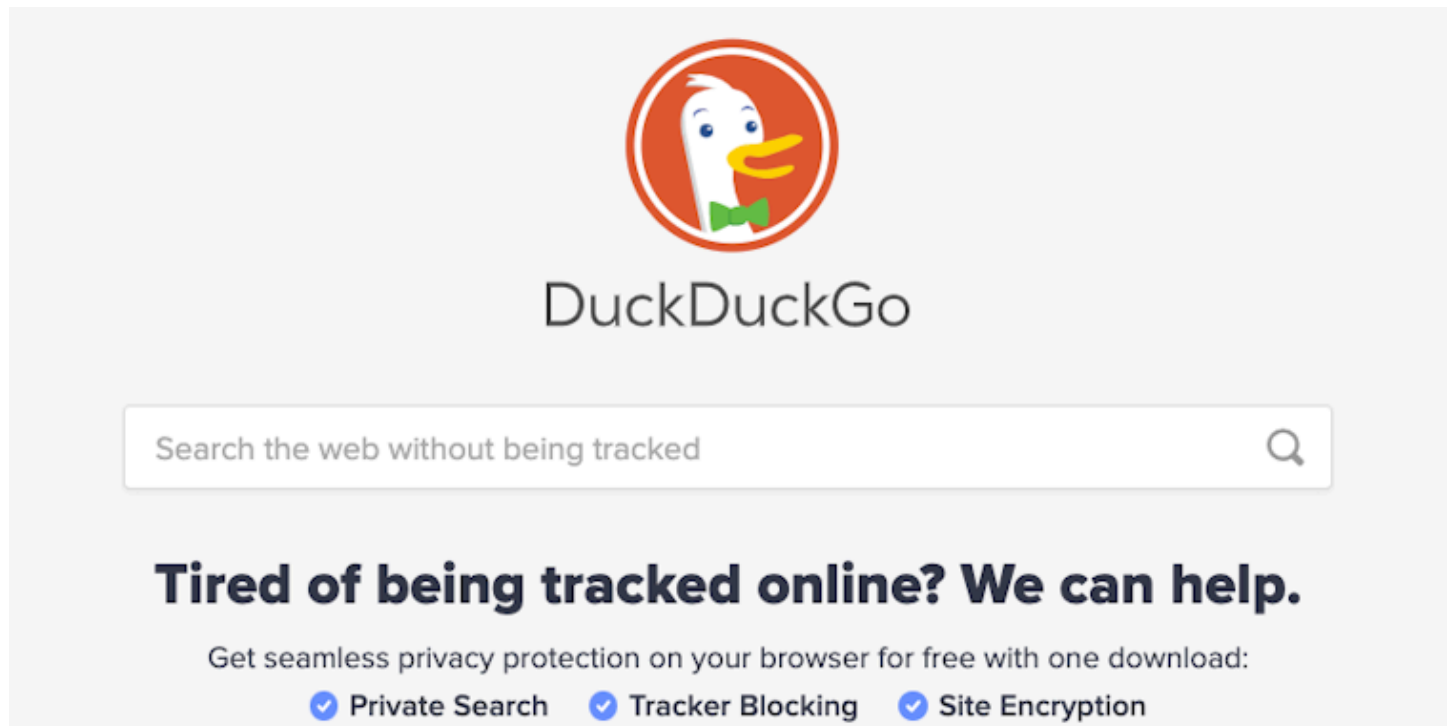 DuckDuckGo
Search the web without being tracked
Tired of being tracked online? We can help.
Get seamless privacy protection on your browser for free with one download:
Private Search Tracker Blocking Site Encryption